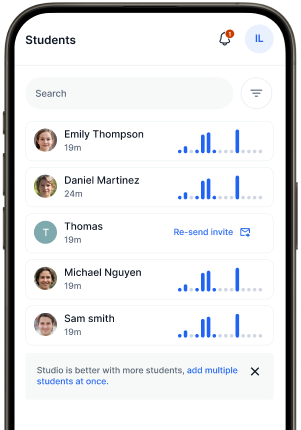 Students
1
IL
Search
Emily Thompson
19m
Daniel Martinez
24m
T
Thomas
19m
Re-send invite
Michael Nguyen
19m
Sam smith
19m
Studio is better with more students, add multiple
students at once.